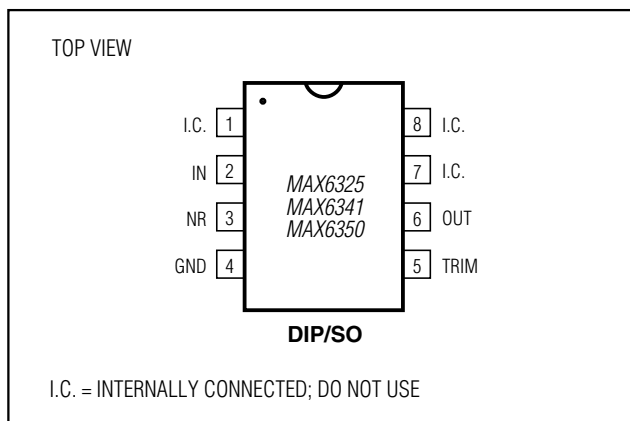 TOP VIEW
I.C. 1
IN 2
NR 3
GND 4
MAX6325
MAX6341
MAX6350
8 I.C.
7 I.C.
6 OUT
5 TRIM
DIP/SO
I.C. = INTERNALLY CONNECTED; DO NOT USE